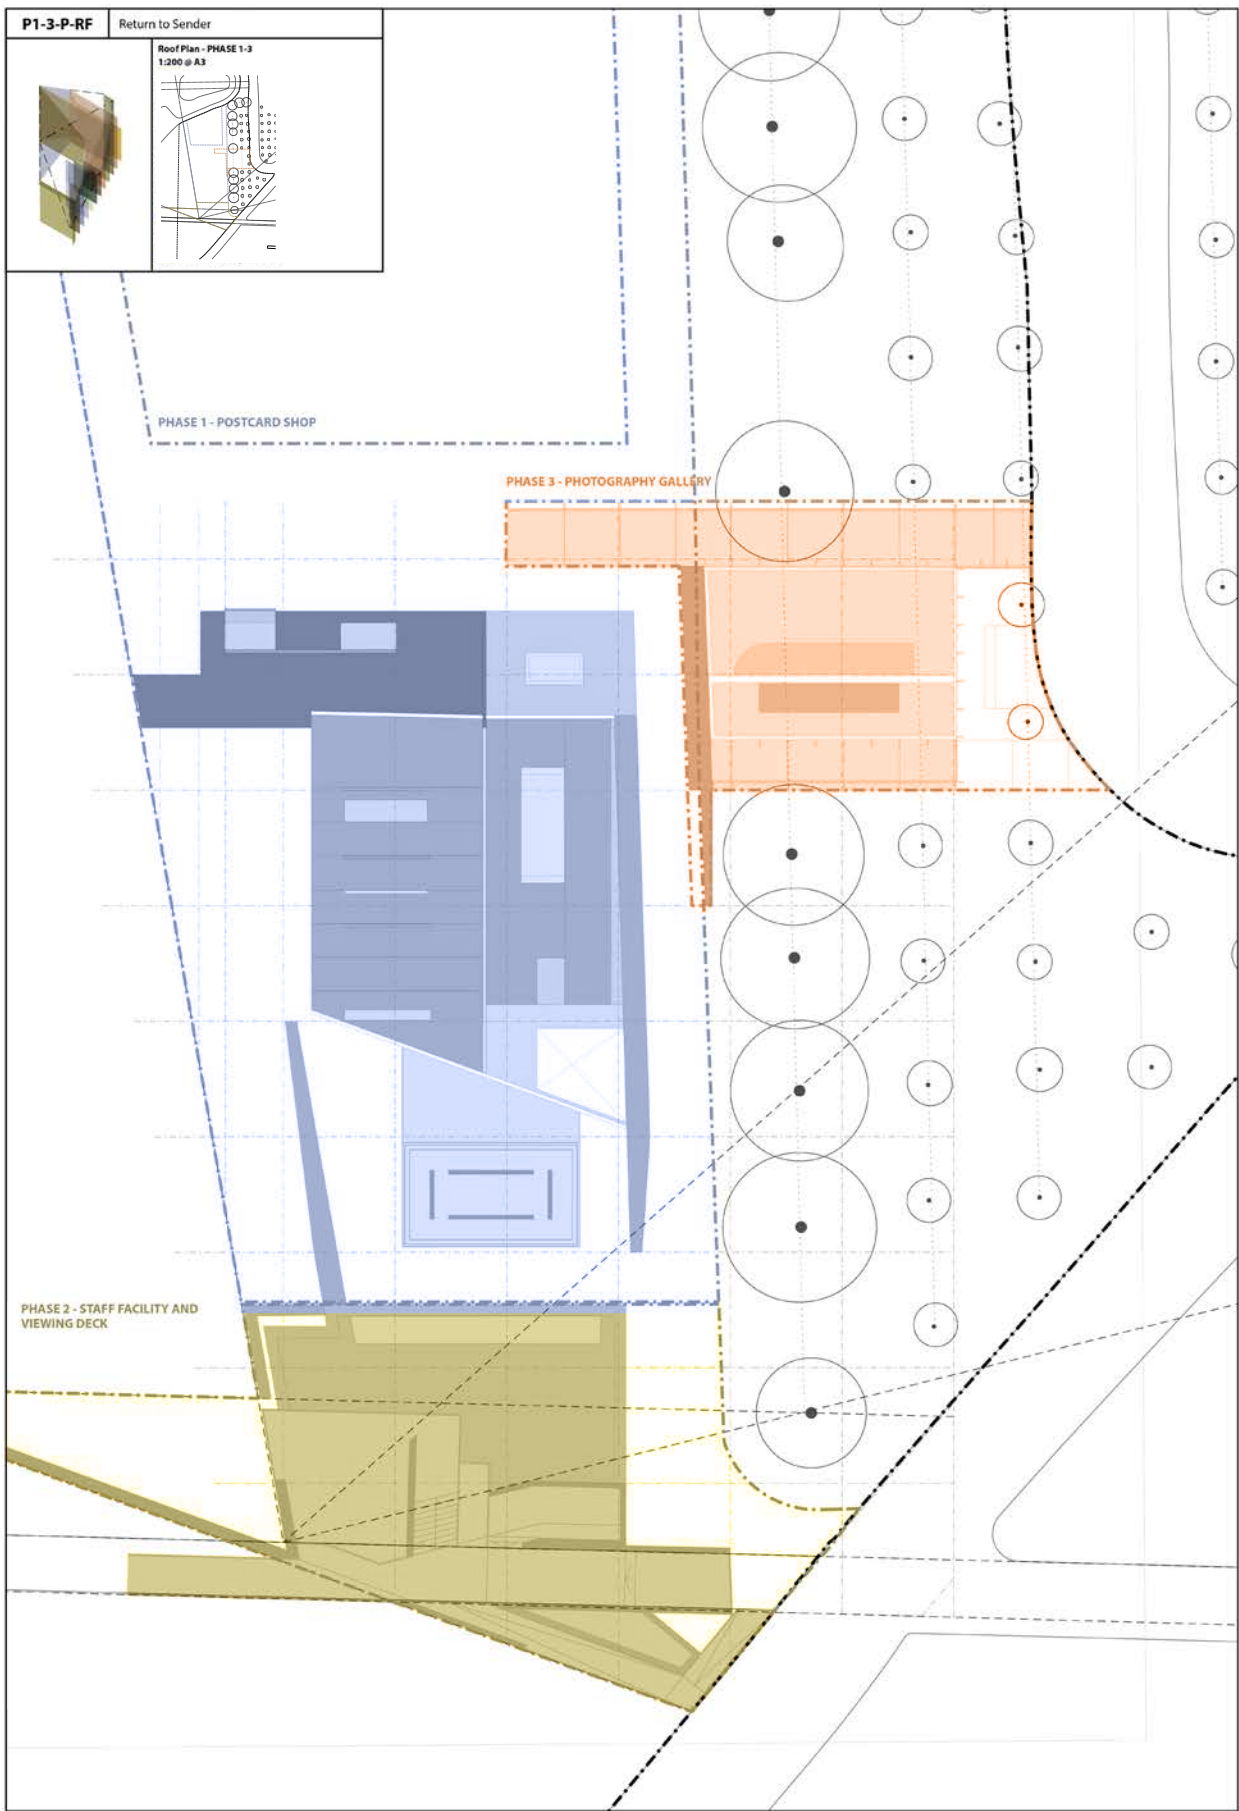 P1-3-P-RF
Return to Sender
Roof Plan - PHASE 1-3
1:200 @ A3
PHASE 1 - POSTCARD SHOP
PHASE 3 - PHOTOGRAPHY GALLERY
PHASE 2 - STAFF FACILITY AND
VIEWING DECK